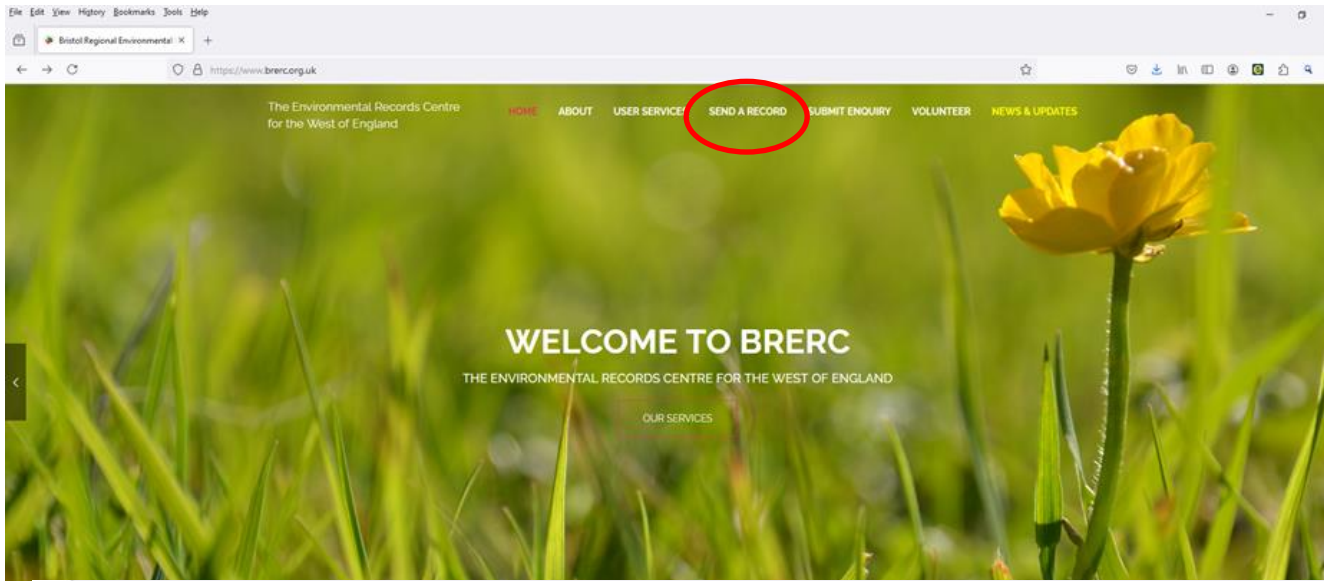 File Edit View History Bookmarks Tools Help
Bristol Regional Environmental
https://www.brerc.org.uk
The Environmental Records Centre
for the West of England
HOME ABOUT USER SERVICES SEND A RECORD SUBMIT ENQUIRY VOLUNTEER NEWS & UPDATES
WELCOME TO BRERC
THE ENVIRONMENTAL RECORDS CENTRE FOR THE WEST OF ENGLAND
OUR SERVICES